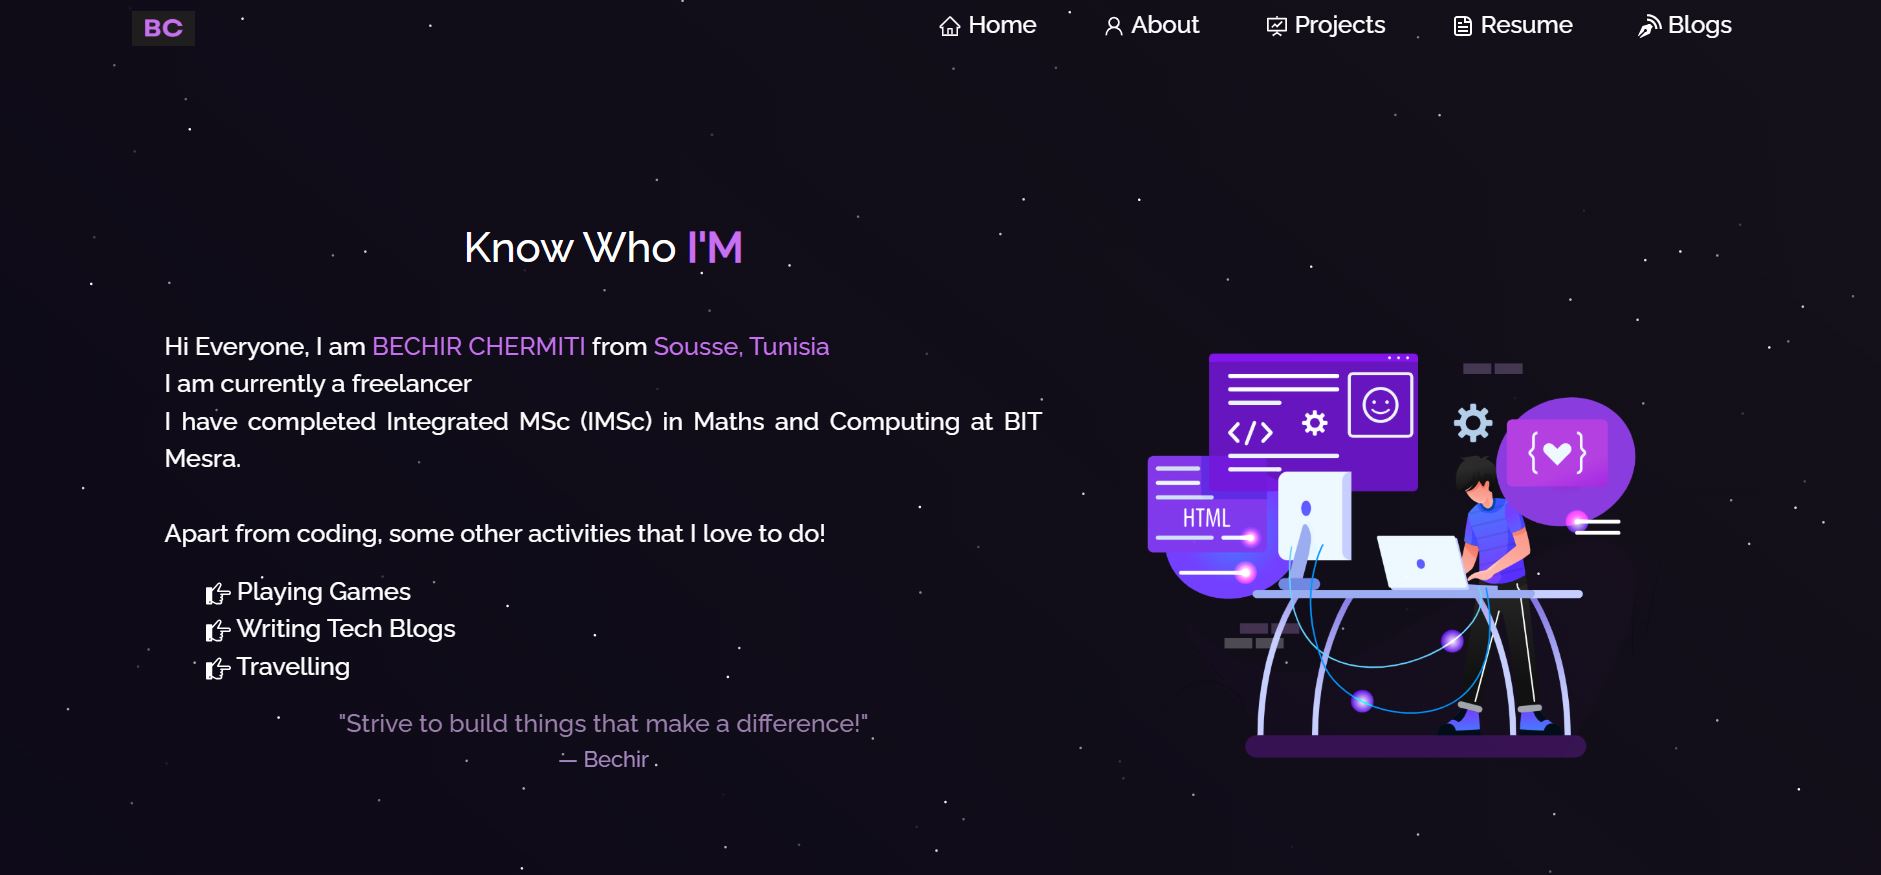 BC
Home About Projects Resume Blogs
Know Who I'M
Hi Everyone, I am BECHIR CHERMITI from Sousse, Tunisia
I am currently a freelancer
I have completed Integrated MSc (IMSc) in Maths and Computing at BIT
Mesra.
Apart from coding, some other activities that I love to do!
Playing Games
Writing Tech Blogs
Travelling
"Strive to build things that make a difference!"
— Bechir
</>
HTML
{ }